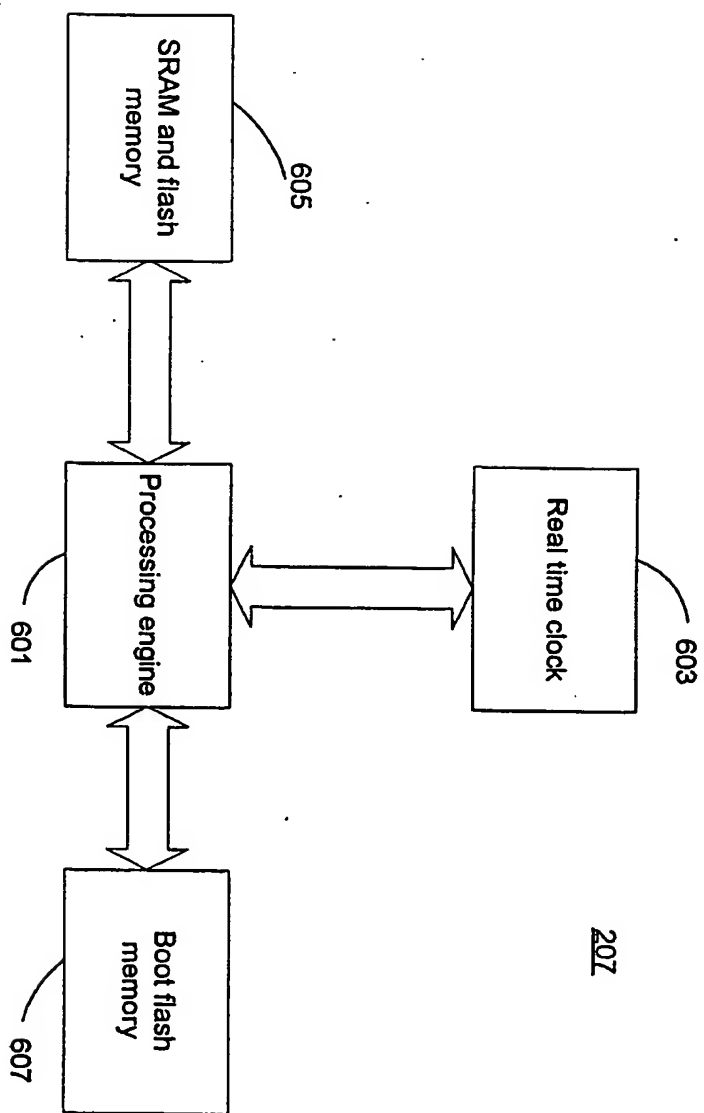 SRAM and flash
memory
605
Processing engine
601
Real time clock
603
Boot flash
memory
607
207